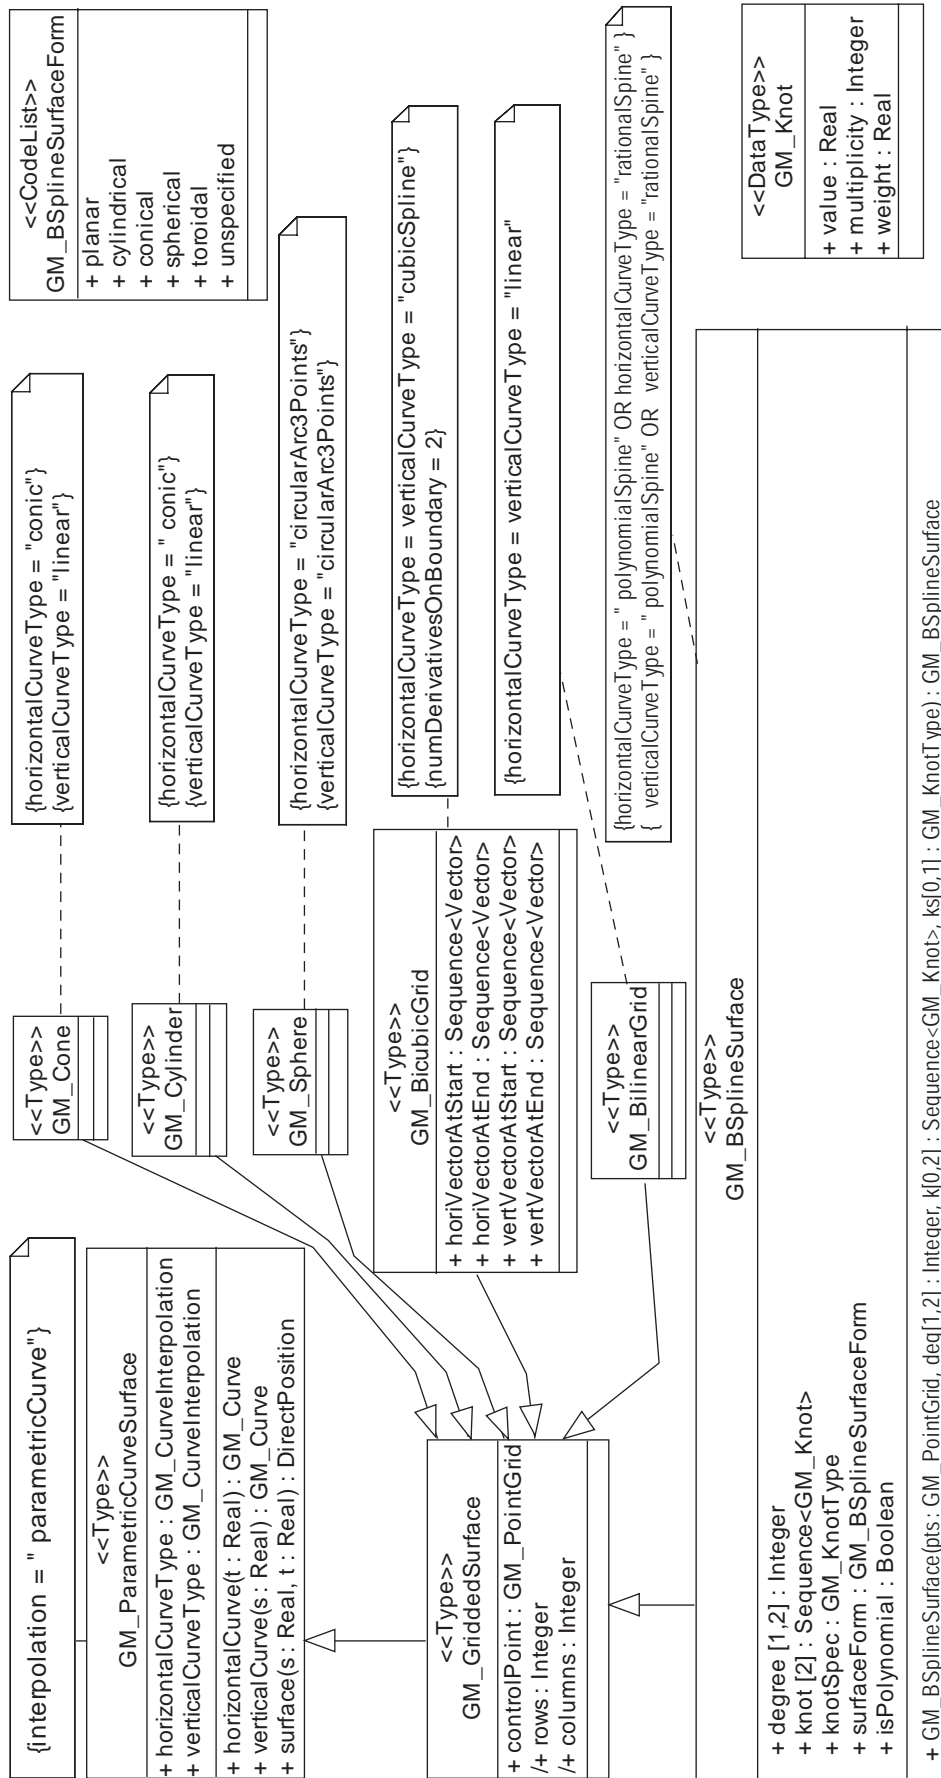 {interpolation = " parametricCurve"}
<<Type>>
GM_ParametricCurveSurface
+ horizontalCurveType : GM_CurveInterpolation
+ verticalCurveType : GM_CurveInterpolation
+ horizontalCurve(t : Real) : GM_Curve
+ verticalCurve(s : Real) : GM_Curve
+ surface(s : Real, t : Real) : DirectPosition
<<Type>>
GM_GriddedSurface
+ controlPoint : GM_PointGrid
/+ rows : Integer
/+ columns : Integer
<<Type>>
GM_Cone
{horizontalCurveType = "conic"}
{verticalCurveType = "linear"}
<<Type>>
GM_Cylinder
{horizontalCurveType = " conic"}
{verticalCurveType = "linear"}
<<Type>>
GM_Sphere
{horizontalCurveType = "circularArc3Points"}
{verticalCurveType = "circularArc3Points"}
<<Type>>
GM_BicubicGrid
+ horiVectorAtStart : Sequence<Vector>
+ horiVectorAtEnd : Sequence<Vector>
+ vertVectorAtStart : Sequence<Vector>
+ vertVectorAtEnd : Sequence<Vector>
{horizontalCurveType = verticalCurveType = "cubicSpline"}
{numDerivativesOnBoundary = 2}
<<Type>>
GM_BilinearGrid
{horizontalCurveType = verticalCurveType = "linear"
{horizontalCurveType = " polynomialSpine" OR horizontalCurveType = "rationalSpine" }
{ verticalCurveType = " polynomialSpine" OR verticalCurveType = "rationalSpine" }
<<Type>>
GM_BSplineSurface
+ degree [1,2] : Integer
+ knot [2] : Sequence<GM_Knot>
+ knotSpec : GM_KnotType
+ surfaceForm : GM_BSplineSurfaceForm
+ isPolynomial : Boolean
+ GM_BSplineSurface(pts : GM_PointGrid, deq[1,2] : Integer, k[0,2] : Sequence<GM_Knot>, ks[0,1] : GM_KnotType) : GM_BSplineSurface
<<CodeList>>
GM_BSplineSurfaceForm
+ planar
+ cylindrical
+ conical
+ spherical
+ toroidal
+ unspecified
<<DataType>>
GM_Knot
+ value : Real
+ multiplicity : Integer
+ weight : Real